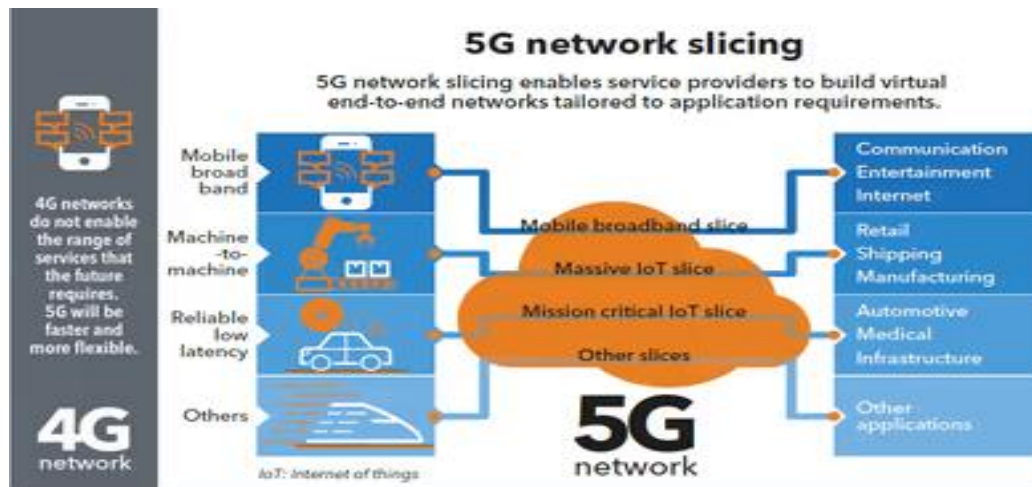 5G network slicing
5G network slicing enables service providers to build virtual
end-to-end networks tailored to application requirements.
4G networks
do not enable
the range of
services that
the future
requires.
5G will be
faster and
more flexible.
4G
network
Mobile
broad
band
Machine
-to-
machine
Reliable
low
latency
Others
Mobile broadband slice
Massive IoT slice
Mission critical IoT slice
Other slices
5G
network
Communication
Entertainment
Internet
Retail
Shipping
Manufacturing
Automotive
Medical
Infrastructure
Other
applications
IoT: Internet of things